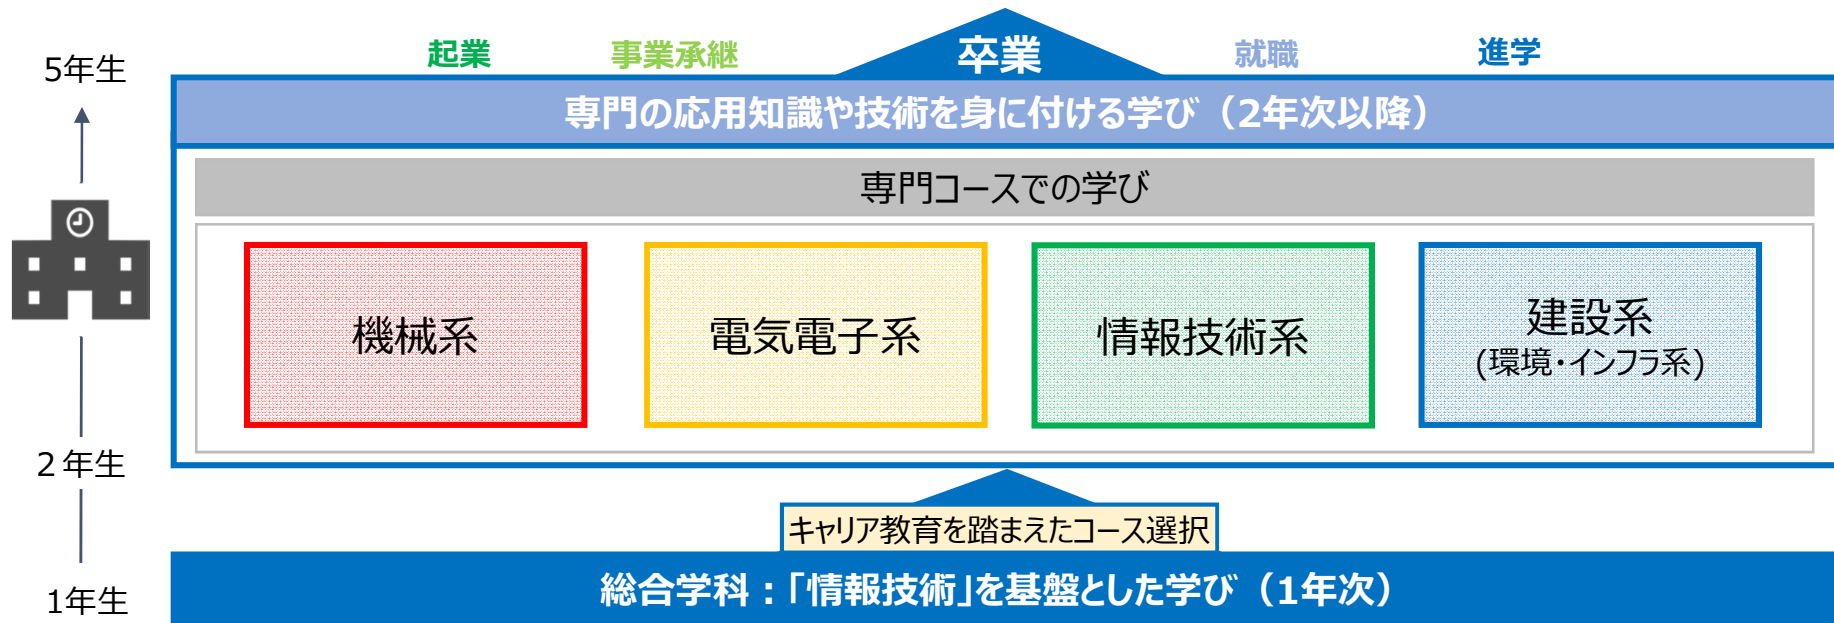 起業
事業承継
卒業
就職
進学
5年生
専門の応用知識や技術を身に付ける学び（2年次以降）
専門コースでの学び
機械系
電気電子系
情報技術系
建設系
(環境・インフラ系)
２年生
キャリア教育を踏まえたコース選択
総合学科：「情報技術」を基盤とした学び（1年次）
1年生